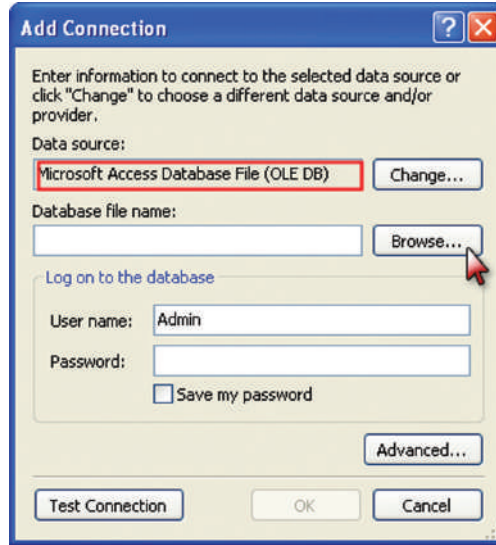 Add Connection
?
X
Enter information to connect to the selected data source or
click "Change" to choose a different data source and/or
provider.
Data source:
Microsoft Access Database File (OLE DB)
Change...
Database file name:
Browse...
Log on to the database
User name:
Admin
Password:
Save my password
Advanced...
Test Connection
OK
Cancel